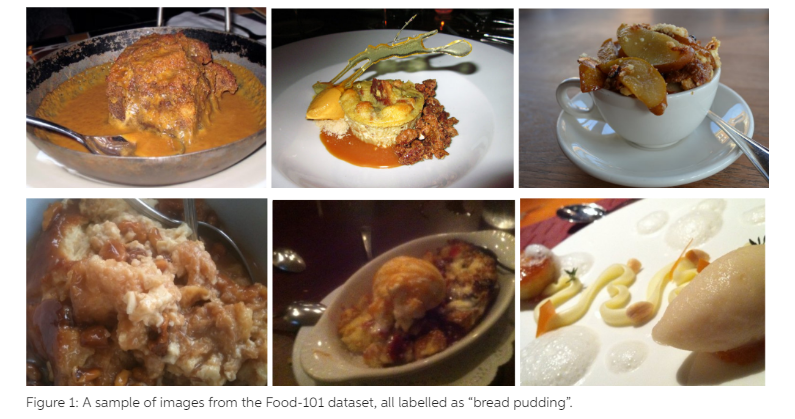 Figure 1: A sample of images from the Food-101 dataset, all labelled as “bread pudding”.